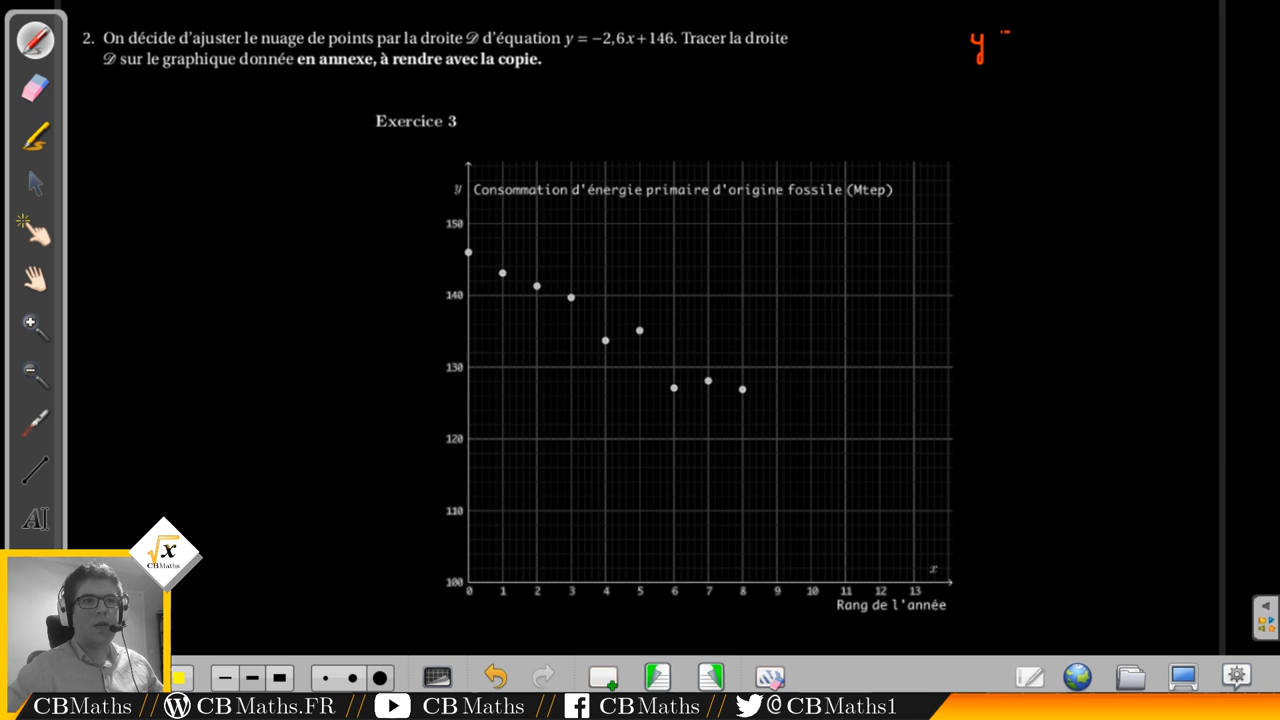 2. On décide d'ajuster le nuage de points par la droite 𝒟 d'équation y = −2,6x+146. Tracer la droite
𝒟 sur le graphique donnée en annexe, à rendre avec la copie.
y =
Exercice 3
y Consommation d'énergie primaire d'origine fossile (Mtep)
150
140
130
120
110
100
x
0 1 2 3 4 5 6 7 8 9 10 11 12 13
Rang de l'année
AI
√x
CBMaths
CBMaths // CBMaths.FR // CBMaths // CBMaths // @CBMaths1